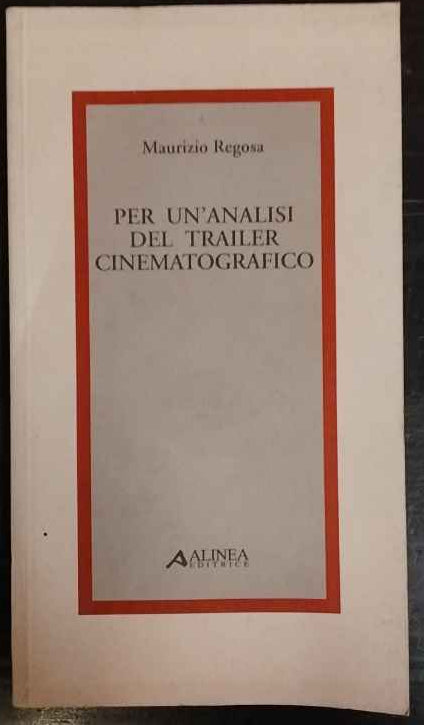 Maurizio Regosa
PER UN'ANALISI
DEL TRAILER
CINEMATOGRAFICO
ALINEA
EDITRICE